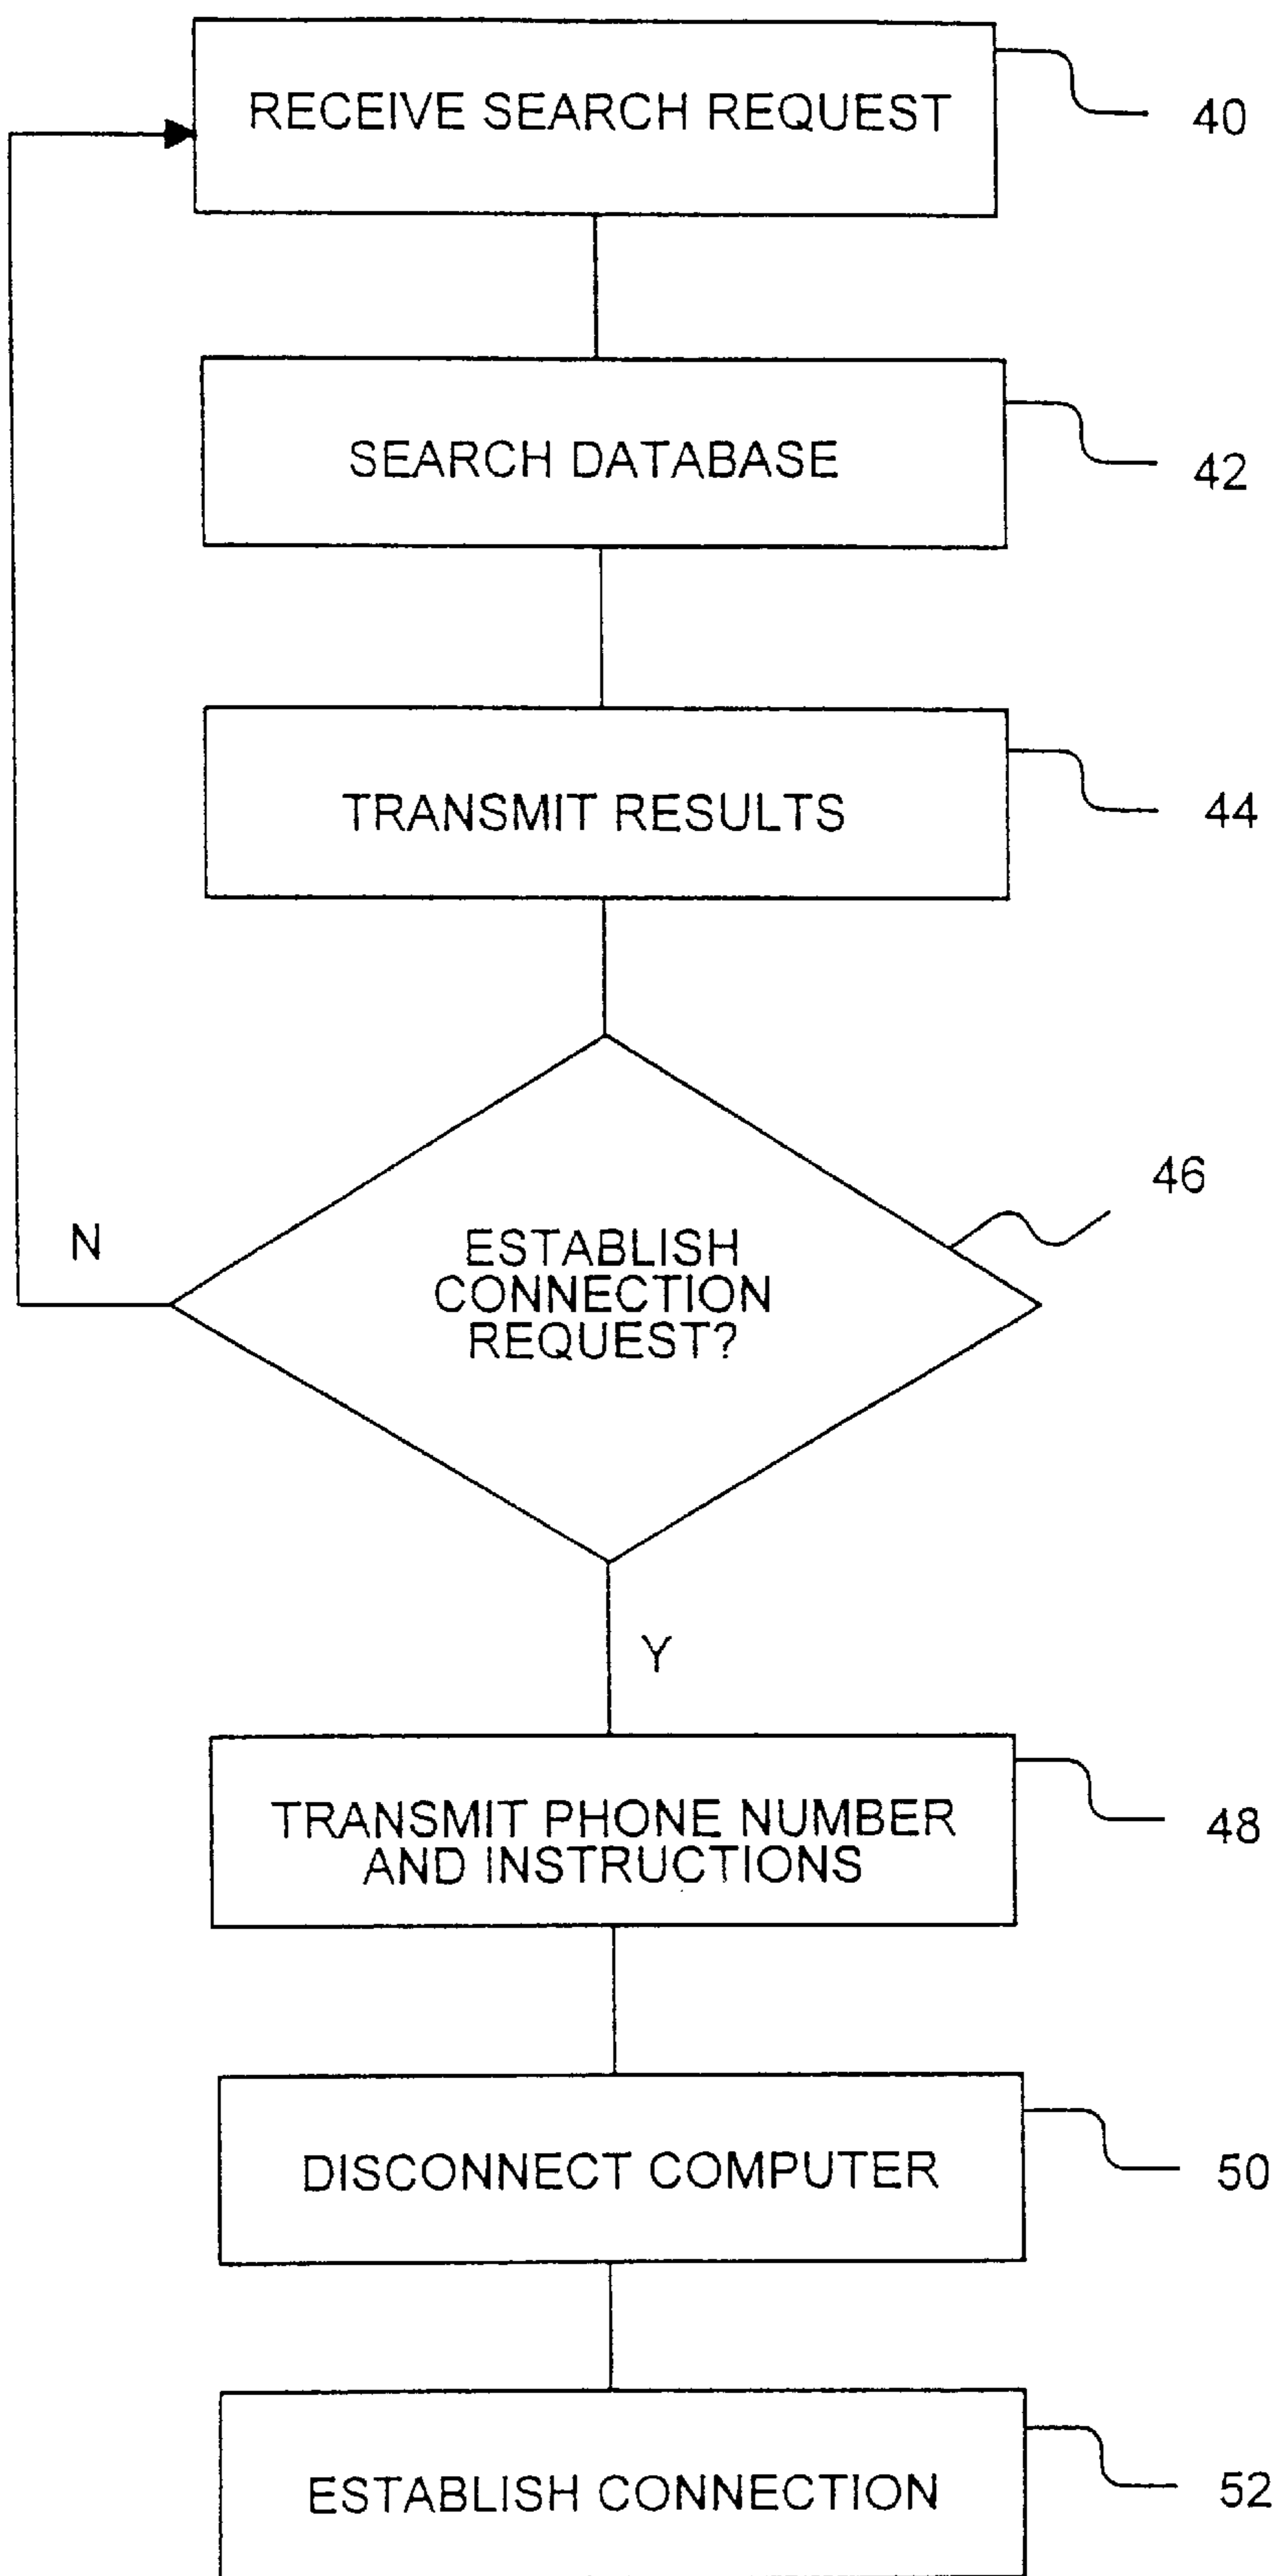 RECEIVE SEARCH REQUEST
40
SEARCH DATABASE
42
TRANSMIT RESULTS
44
46
N
ESTABLISH
CONNECTION
REQUEST?
Y
TRANSMIT PHONE NUMBER
AND INSTRUCTIONS
48
DISCONNECT COMPUTER
50
ESTABLISH CONNECTION
52